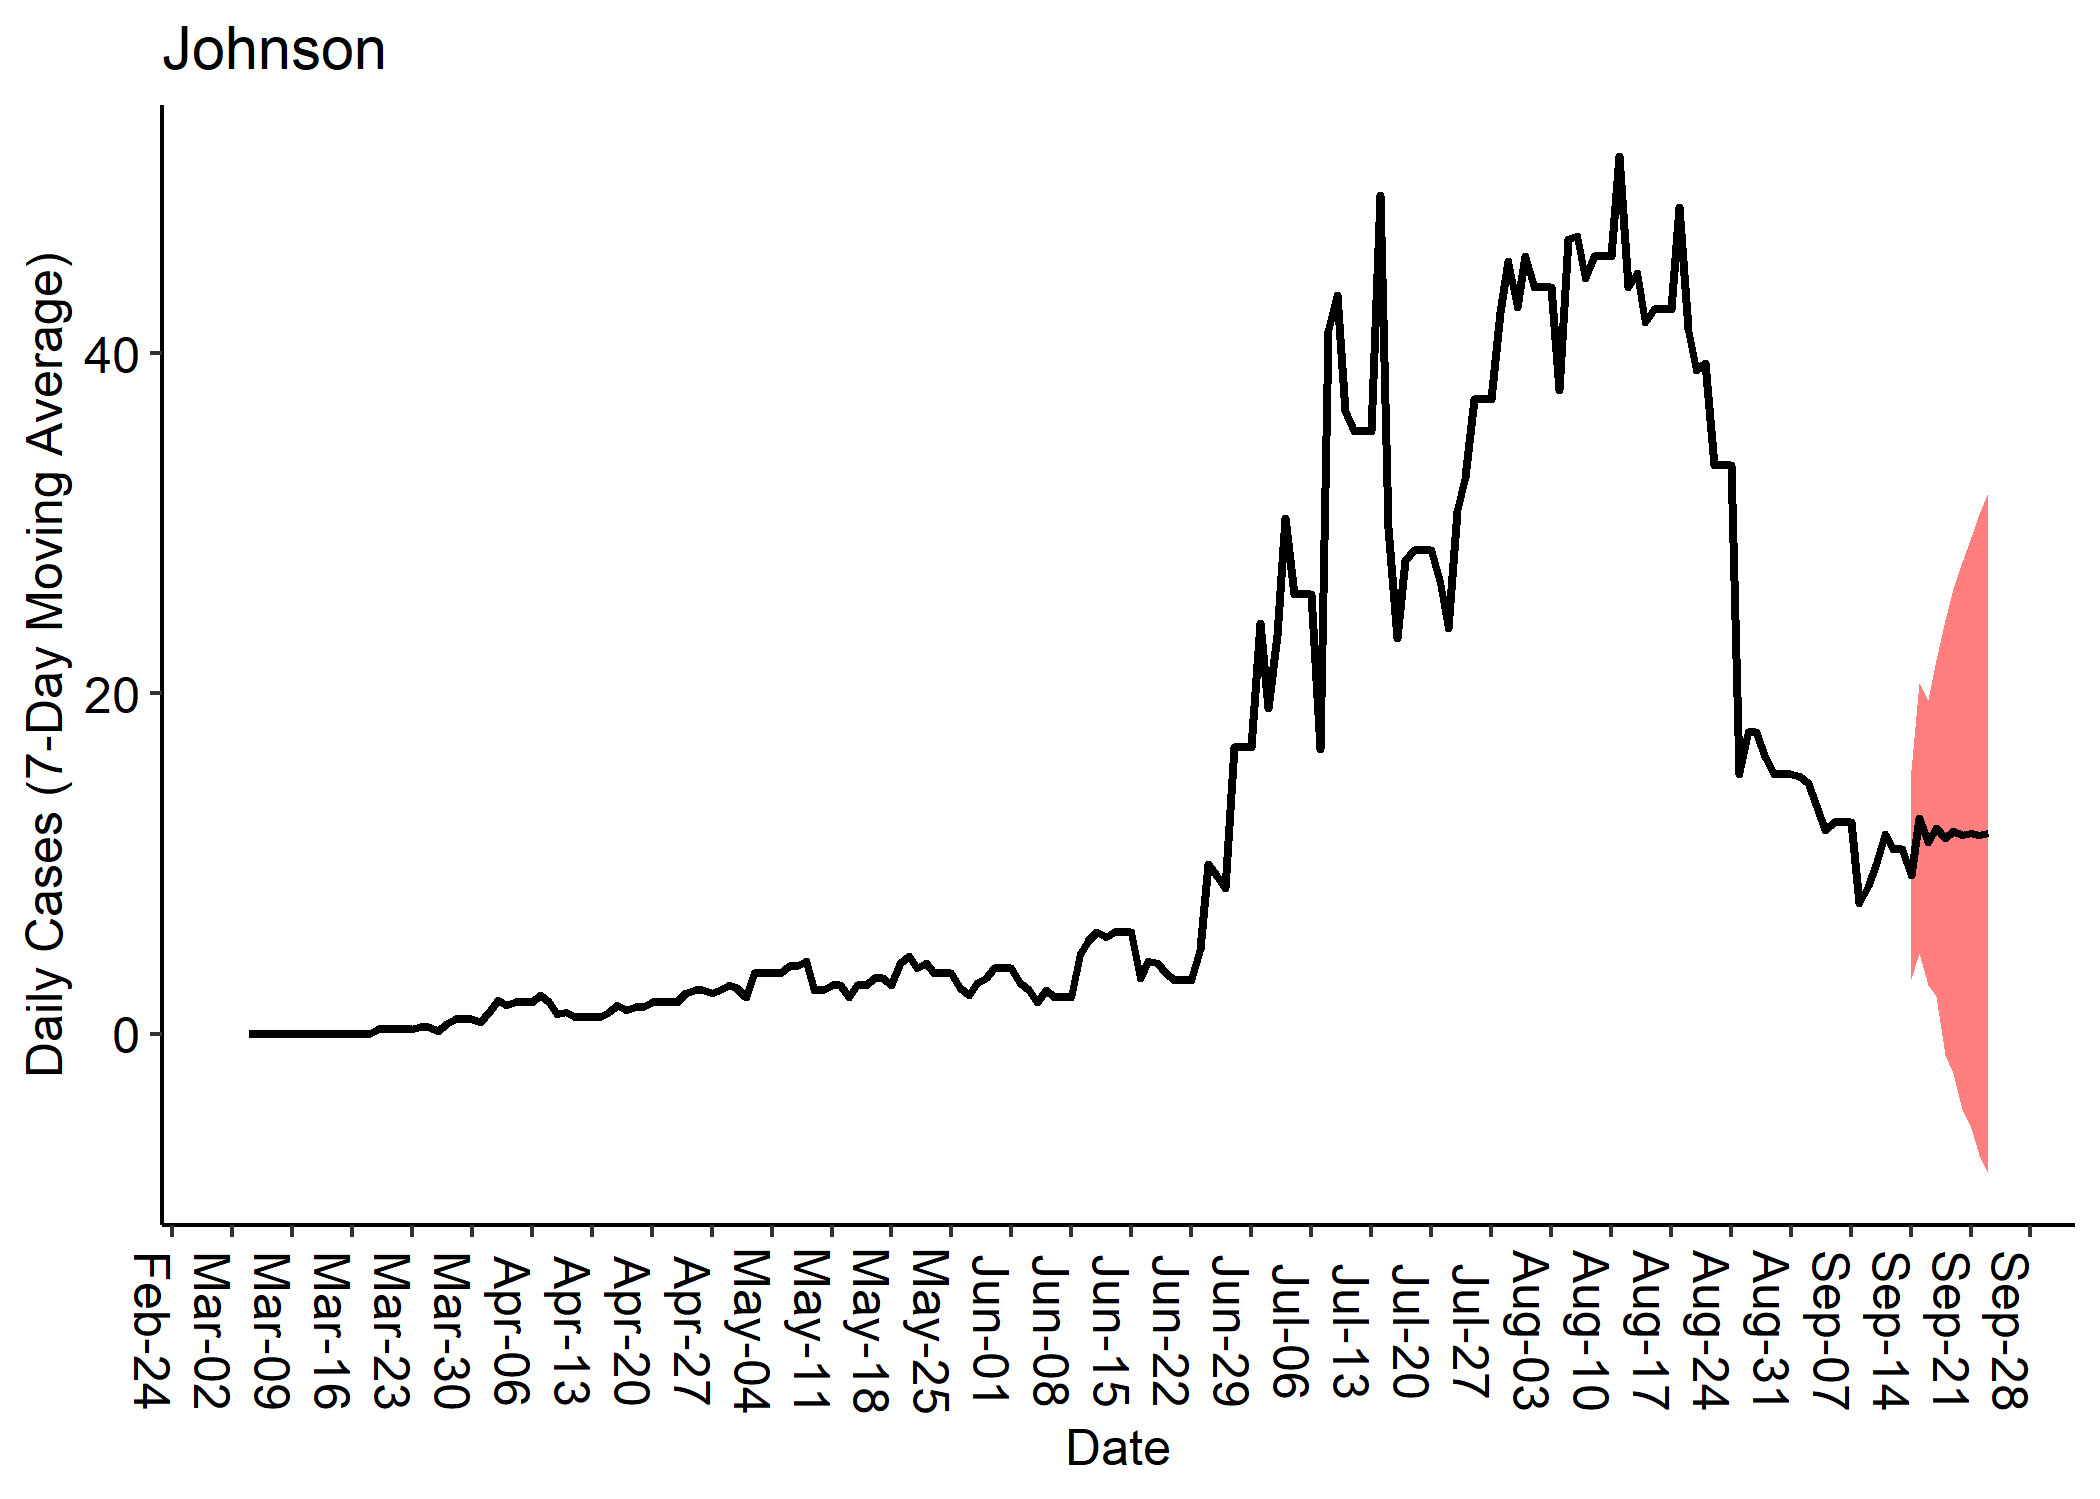 Johnson
Daily Cases (7-Day Moving Average)
40
20
0
Feb-24
Mar-02
Mar-09
Mar-16
Mar-23
Mar-30
Apr-06
Apr-13
Apr-20
Apr-27
May-04
May-11
May-18
May-25
Jun-01
Jun-08
Jun-15
Jun-22
Jun-29
Jul-06
Jul-13
Jul-20
Jul-27
Aug-03
Aug-10
Aug-17
Aug-24
Aug-31
Sep-07
Sep-14
Sep-21
Sep-28
Date